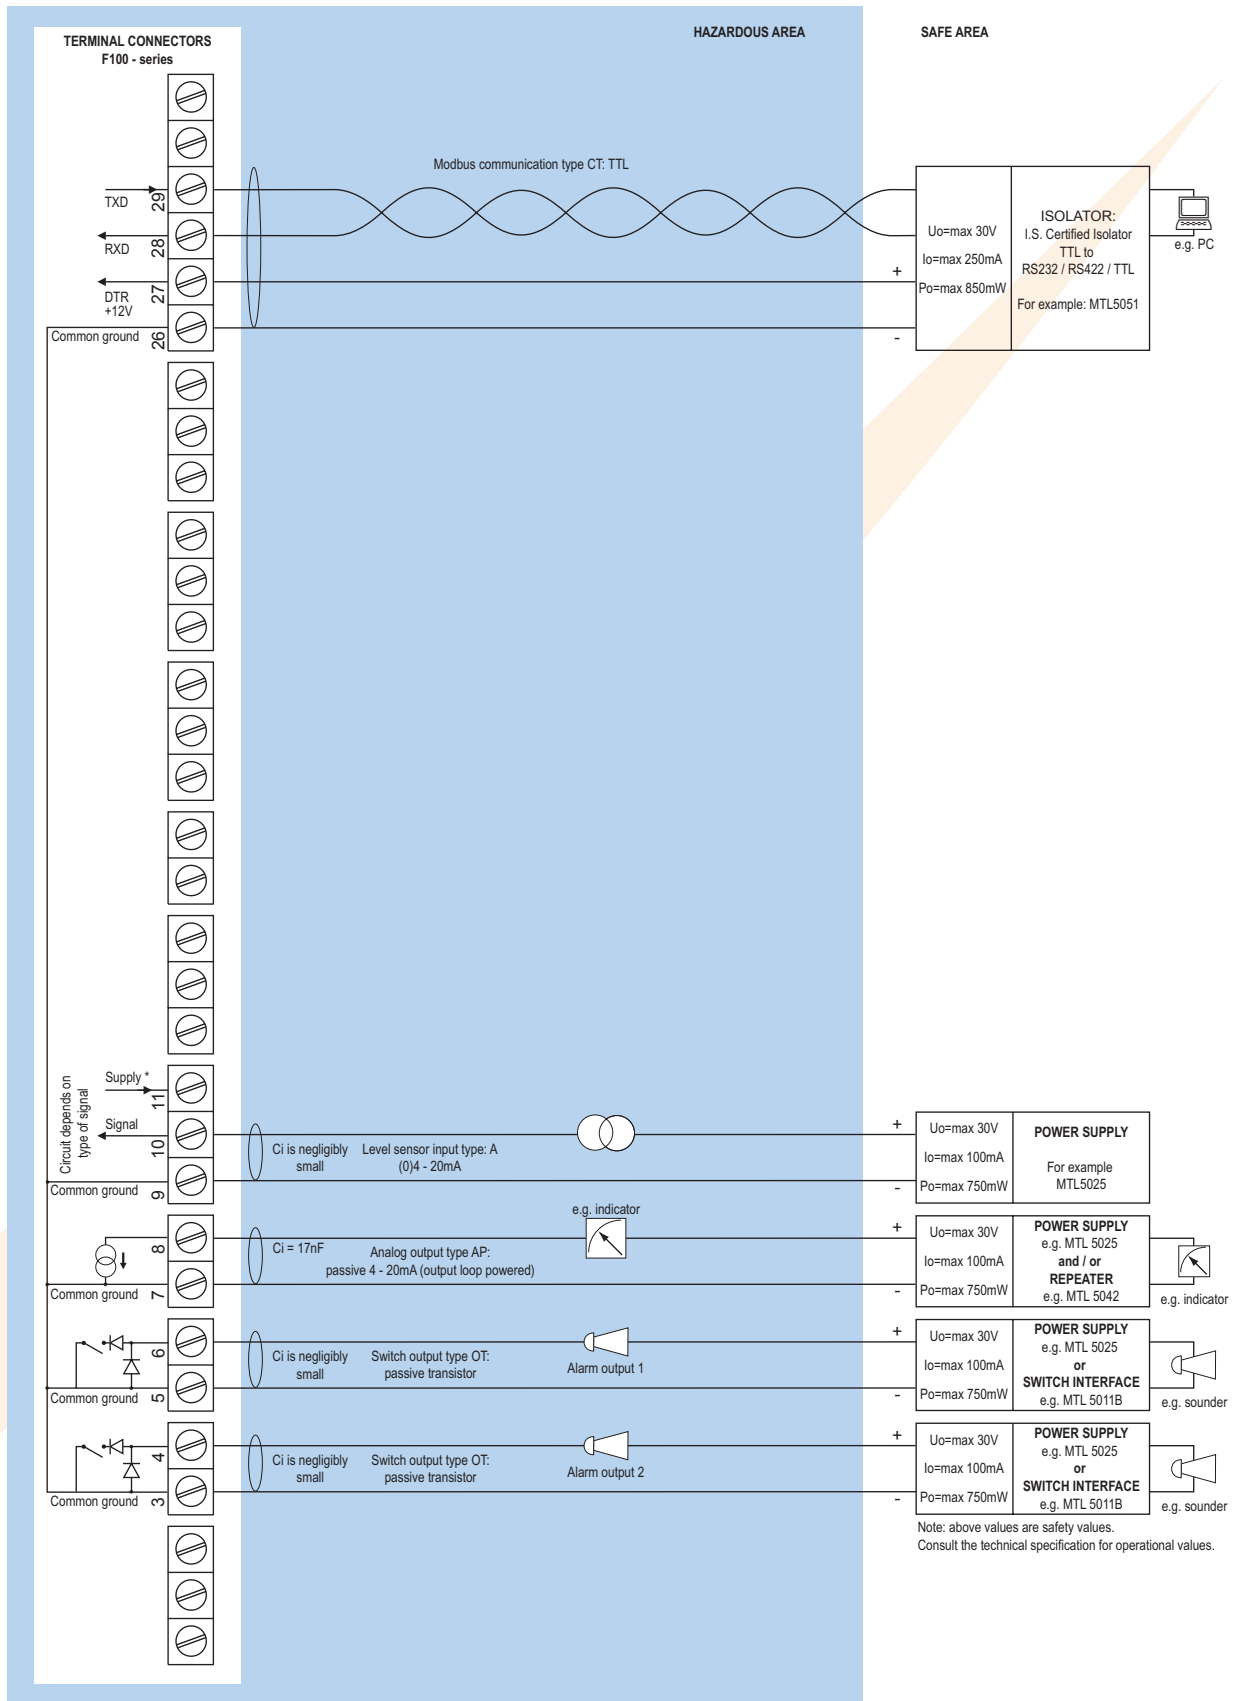 HAZARDOUS AREA
SAFE AREA
TERMINAL CONNECTORS
F100 - series
Modbus communication type CT: TTL
TXD
29
RXD
28
DTR
+12V
27
Common ground
26
+
-
Uo=max 30V
Io=max 250mA
Po=max 850mW
ISOLATOR:
I.S. Certified Isolator
TTL to
RS232 / RS422 / TTL
For example: MTL5051
e.g. PC
Circuit depends on
type of signal
Supply *
11
Signal
10
Common ground
9
Ci is negligibly
small
Level sensor input type: A
(0)4 - 20mA
+
-
Uo=max 30V
Io=max 100mA
Po=max 750mW
POWER SUPPLY
For example
MTL5025
8
Common ground
7
Ci = 17nF
Analog output type AP:
passive 4 - 20mA (output loop powered)
e.g. indicator
+
-
Uo=max 30V
Io=max 100mA
Po=max 750mW
POWER SUPPLY
e.g. MTL 5025
and / or
REPEATER
e.g. MTL 5042
e.g. indicator
6
Common ground
5
Ci is negligibly
small
Switch output type OT:
passive transistor
Alarm output 1
+
-
Uo=max 30V
Io=max 100mA
Po=max 750mW
POWER SUPPLY
e.g. MTL 5025
or
SWITCH INTERFACE
e.g. MTL 5011B
e.g. sounder
4
Common ground
3
Ci is negligibly
small
Switch output type OT:
passive transistor
Alarm output 2
+
-
Uo=max 30V
Io=max 100mA
Po=max 750mW
POWER SUPPLY
e.g. MTL 5025
or
SWITCH INTERFACE
e.g. MTL 5011B
e.g. sounder
Note: above values are safety values.
Consult the technical specification for operational values.